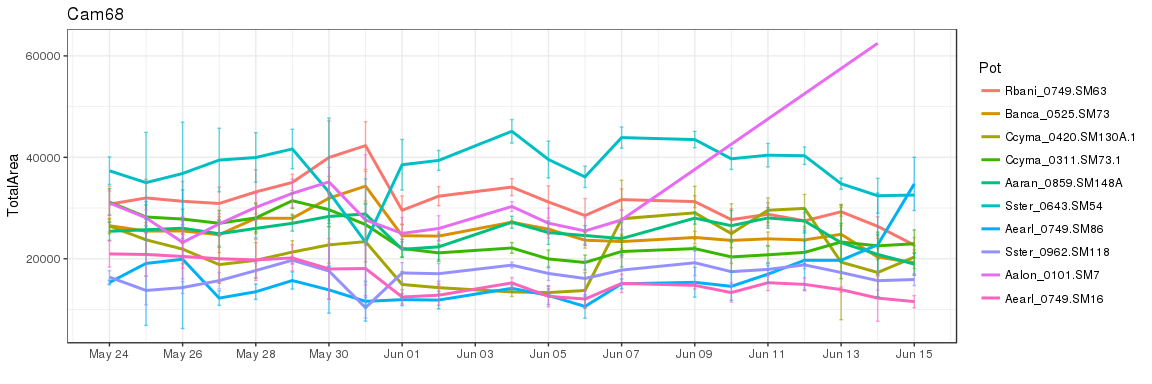 Cam68
TotalArea
60000
40000
20000
May 24 May 26 May 28 May 30 Jun 01 Jun 03 Jun 05 Jun 07 Jun 09 Jun 11 Jun 13 Jun 15
Pot
Rbani_0749.SM63
Banca_0525.SM73
Ccyma_0420.SM130A.1
Ccyma_0311.SM73.1
Aaran_0859.SM148A
Sster_0643.SM54
Aearl_0749.SM86
Sster_0962.SM118
Aalon_0101.SM7
Aearl_0749.SM16